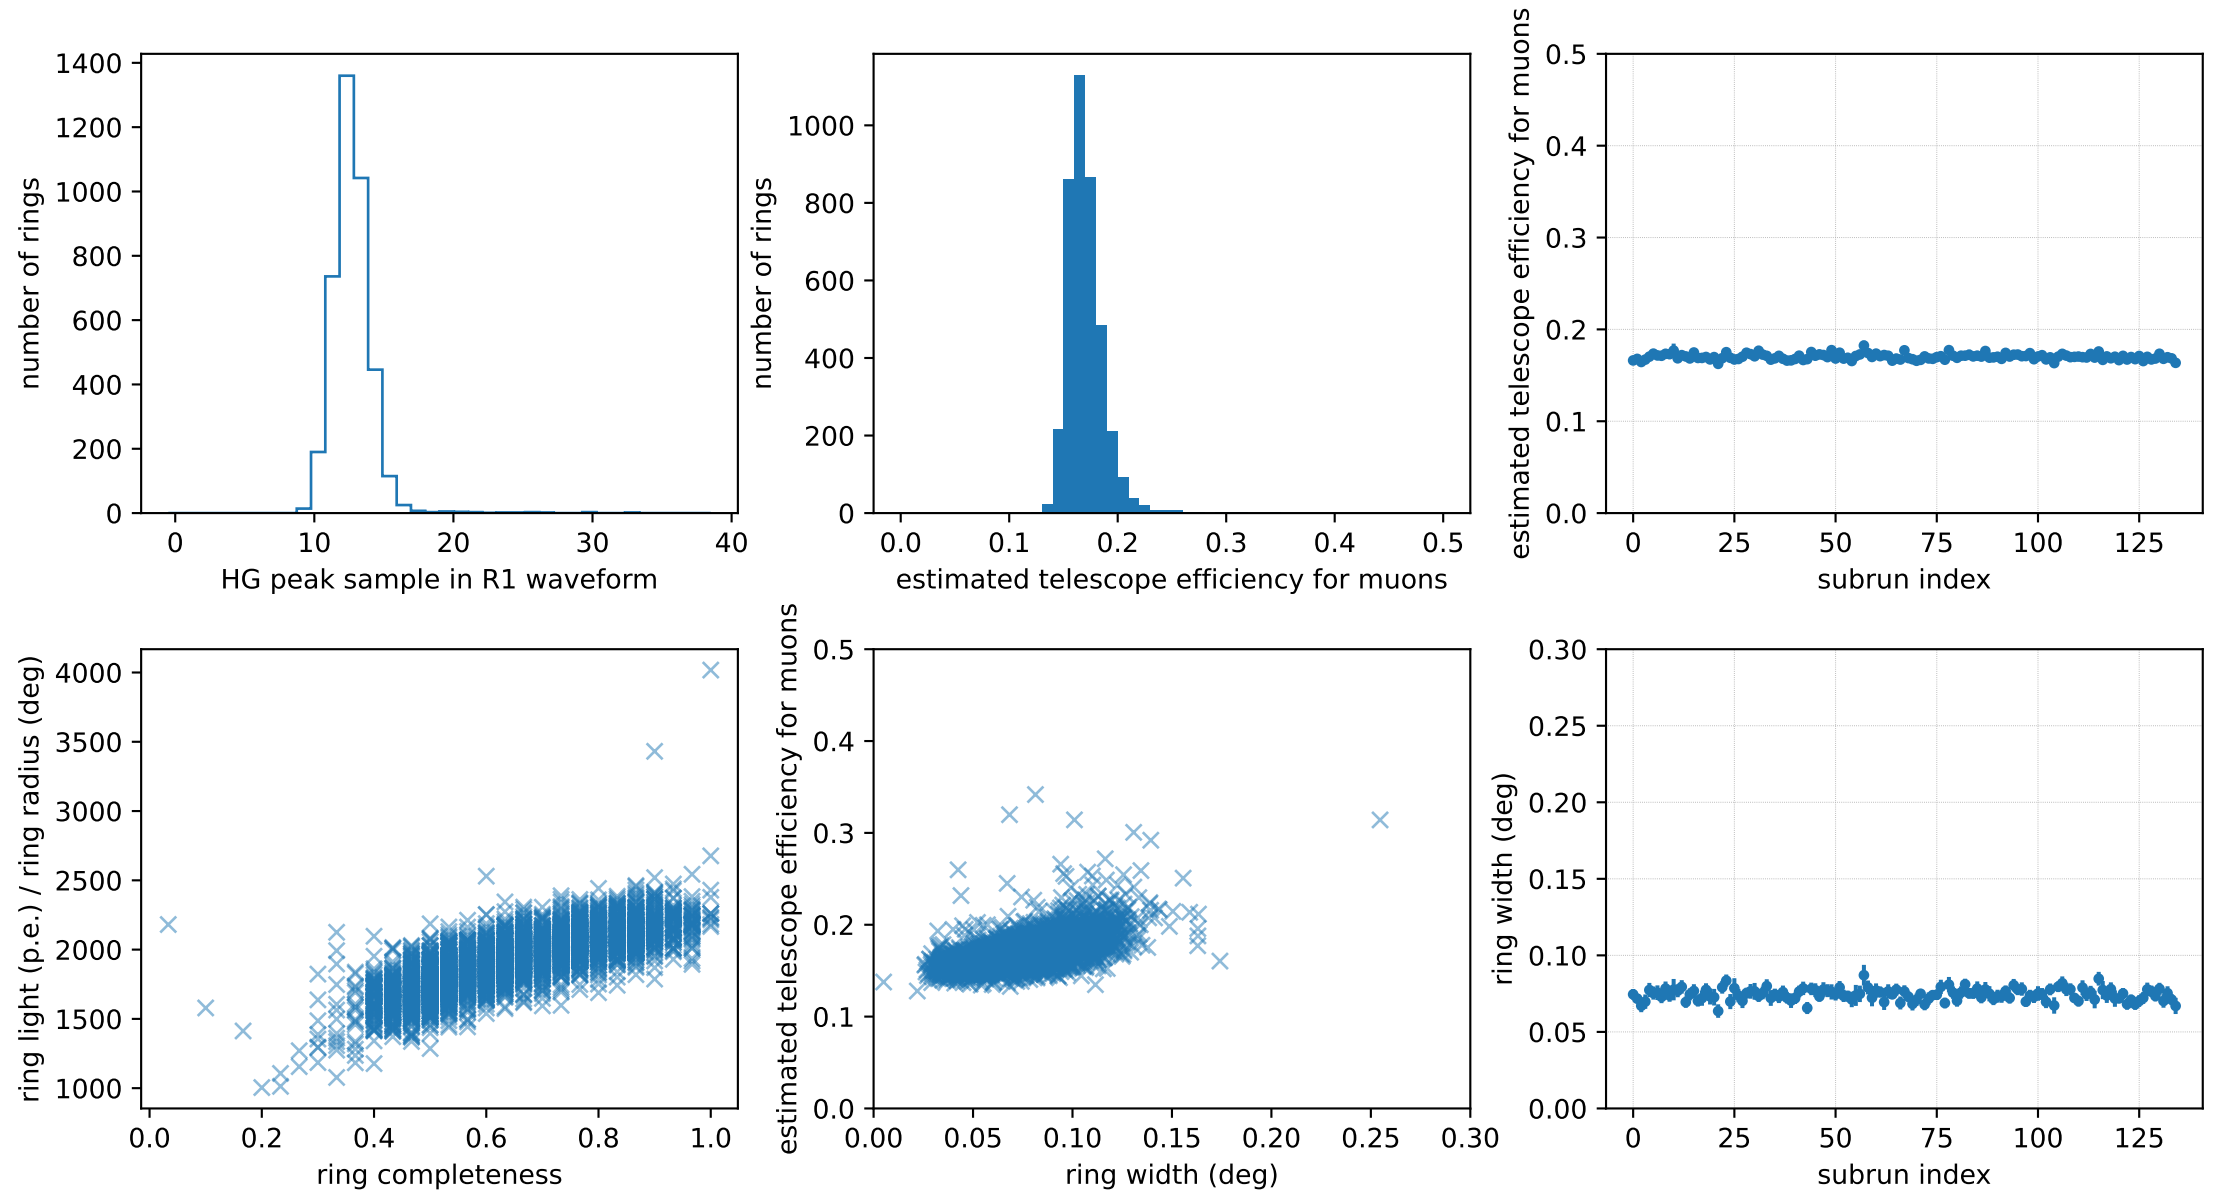 number of rings
1400
1200
1000
800
600
400
200
0
0 10 20 30 40
HG peak sample in R1 waveform
number of rings
1000
800
600
400
200
0
0.0 0.1 0.2 0.3 0.4 0.5
estimated telescope efficiency for muons
estimated telescope efficiency for muons
0.5
0.4
0.3
0.2
0.1
0.0
0 25 50 75 100 125
subrun index
ring light (p.e.) / ring radius (deg)
4000
3500
3000
2500
2000
1500
1000
0.0 0.2 0.4 0.6 0.8 1.0
ring completeness
estimated telescope efficiency for muons
0.5
0.4
0.3
0.2
0.1
0.0
0.00 0.05 0.10 0.15 0.20 0.25 0.30
ring width (deg)
ring width (deg)
0.30
0.25
0.20
0.15
0.10
0.05
0.00
0 25 50 75 100 125
subrun index